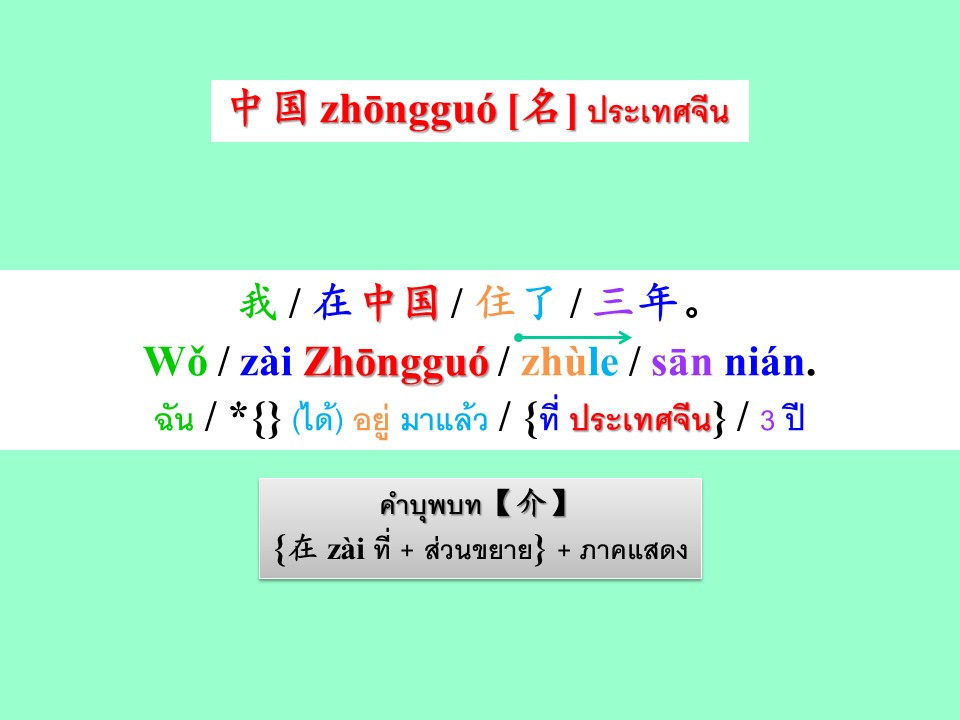 中国 zhōngguó [名] ประเทศจีน
我 / 在中国 / 住了 / 三年。
Wǒ / zài Zhōngguó / zhùle / sān nián.
ฉัน / *{} (ได้) อยู่ มาแล้ว / {ที่ ประเทศจีน} / 3 ปี
คำบุพบท【介】
{在 zài ที่ + ส่วนขยาย} + ภาคแสดง